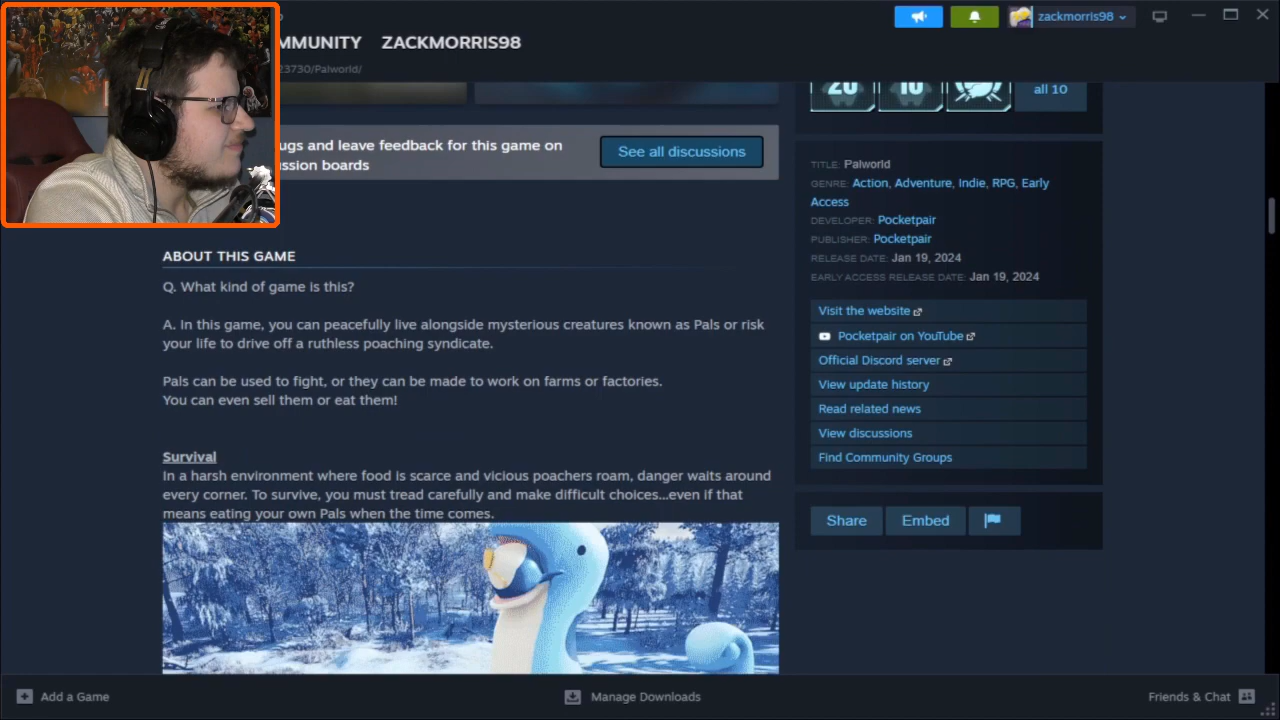 zackmorris98
MMUNITY ZACKMORRIS98
23730/Palworld/
20 10 all 10
ugs and leave feedback for this game on
ssion boards
See all discussions
TITLE: Palworld
GENRE: Action, Adventure, Indie, RPG, Early
Access
DEVELOPER: Pocketpair
PUBLISHER: Pocketpair
RELEASE DATE: Jan 19, 2024
EARLY ACCESS RELEASE DATE: Jan 19, 2024
Visit the website
Pocketpair on YouTube
Official Discord server
View update history
Read related news
View discussions
Find Community Groups
Share Embed
ABOUT THIS GAME
Q. What kind of game is this?
A. In this game, you can peacefully live alongside mysterious creatures known as Pals or risk
your life to drive off a ruthless poaching syndicate.
Pals can be used to fight, or they can be made to work on farms or factories.
You can even sell them or eat them!
Survival
In a harsh environment where food is scarce and vicious poachers roam, danger waits around
every corner. To survive, you must tread carefully and make difficult choices...even if that
means eating your own Pals when the time comes.
Add a Game
Manage Downloads
Friends & Chat